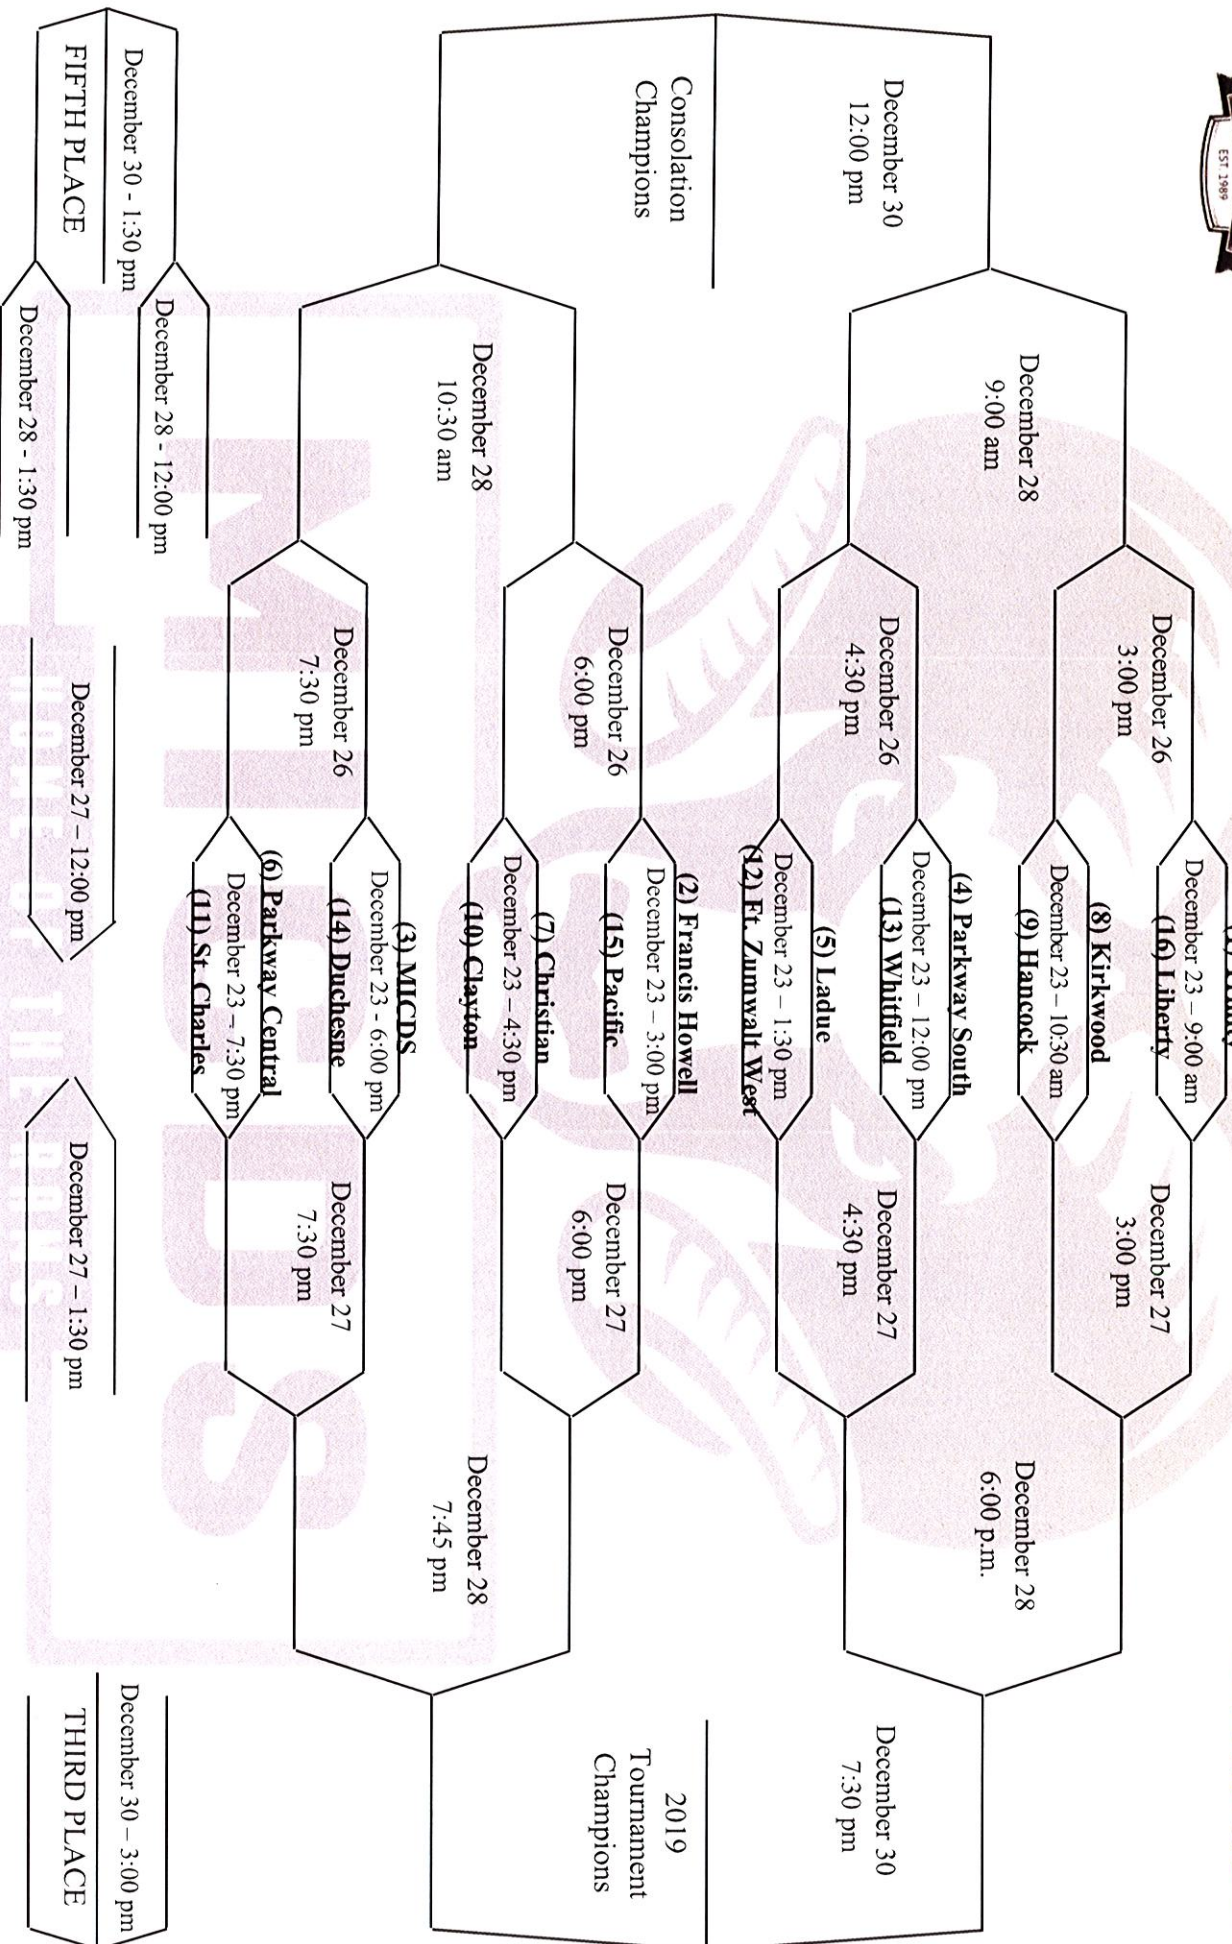 EST. 1989
December 23 – 9:00 am
(16) Liberty
(8) Kirkwood
December 23 – 10:30 am
(9) Hancock
(4) Parkway South
December 23 – 12:00 pm
(13) Whitfield
(5) Ladue
December 23 – 1:30 pm
(12) Ft. Zumwalt West
(2) Francis Howell
December 23 – 3:00 pm
(15) Pacific
(7) Christian
December 23 – 4:30 pm
(10) Clayton
(3) MICDS
December 23 - 6:00 pm
(14) Duchesne
(6) Parkway Central
December 23 – 7:30 pm
(11) St. Charles
December 26
3:00 pm
December 26
4:30 pm
December 26
6:00 pm
December 26
7:30 pm
December 28
9:00 am
December 28
10:30 am
December 30
12:00 pm
Consolation
Champions
December 27
3:00 pm
December 27
4:30 pm
December 27
6:00 pm
December 27
7:30 pm
December 28
6:00 p.m.
December 28
7:45 pm
December 30
7:30 pm
2019
Tournament
Champions
December 28 - 12:00 pm
December 30 - 1:30 pm
FIFTH PLACE
December 28 - 1:30 pm
December 27 – 12:00 pm
December 27 – 1:30 pm
December 30 – 3:00 pm
THIRD PLACE
MICDS
HOME OF THE RAMS